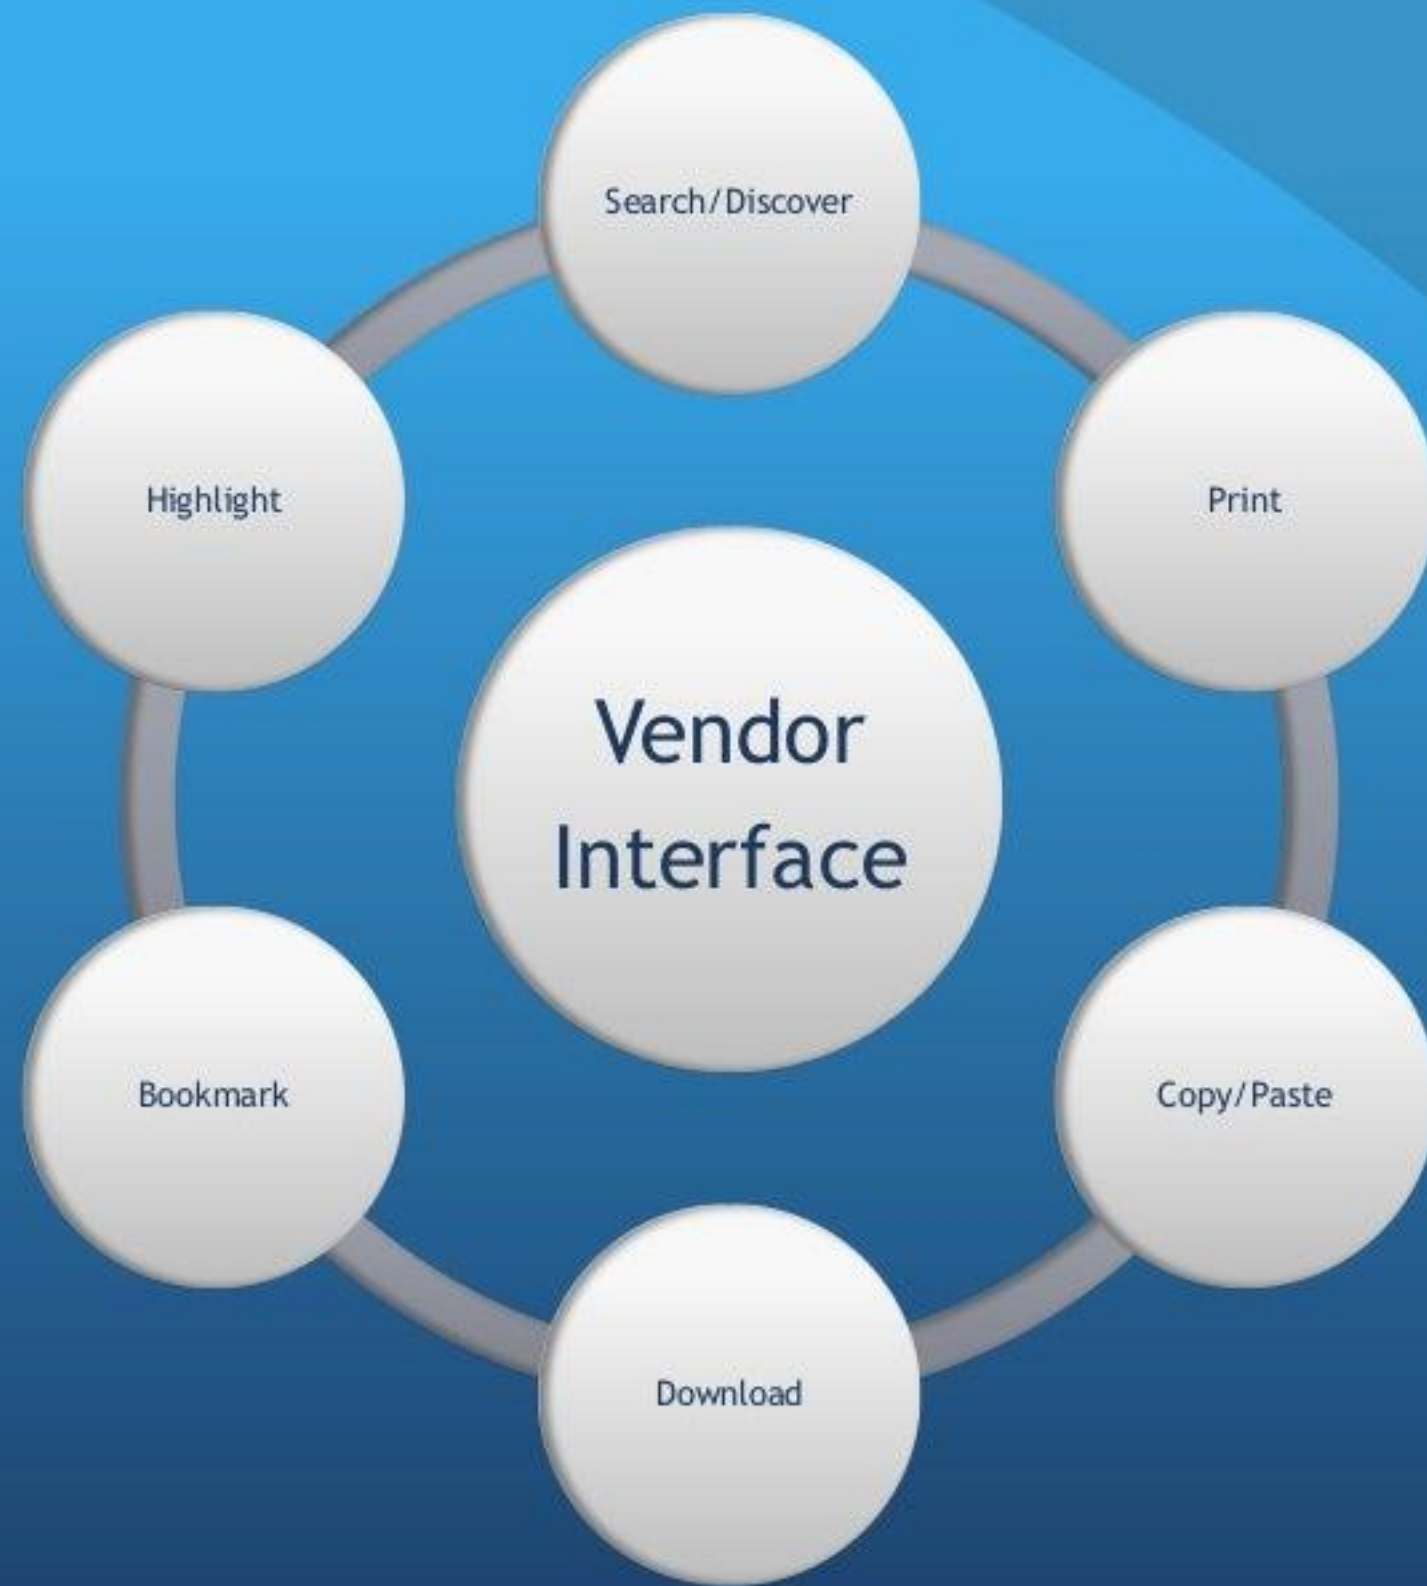 Search/Discover
Highlight
Print
Vendor
Interface
Bookmark
Copy/Paste
Download